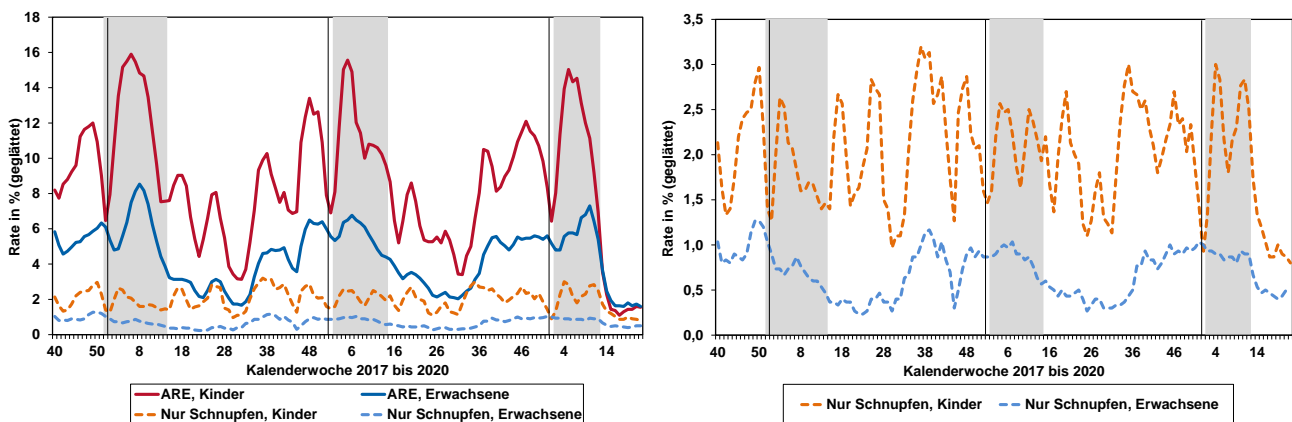 Rate in % (geglättet)
18
16
14
12
10
8
6
4
2
0
40 50 8 18 28 38 48 6 16 26 36 46 4 14
Kalenderwoche 2017 bis 2020
ARE, Kinder ARE, Erwachsene
Nur Schnupfen, Kinder Nur Schnupfen, Erwachsene
Rate in % (geglättet)
3,5
3,0
2,5
2,0
1,5
1,0
0,5
0,0
40 50 8 18 28 38 48 6 16 26 36 46 4 14
Kalenderwoche 2017 bis 2020
Nur Schnupfen, Kinder Nur Schnupfen, Erwachsene